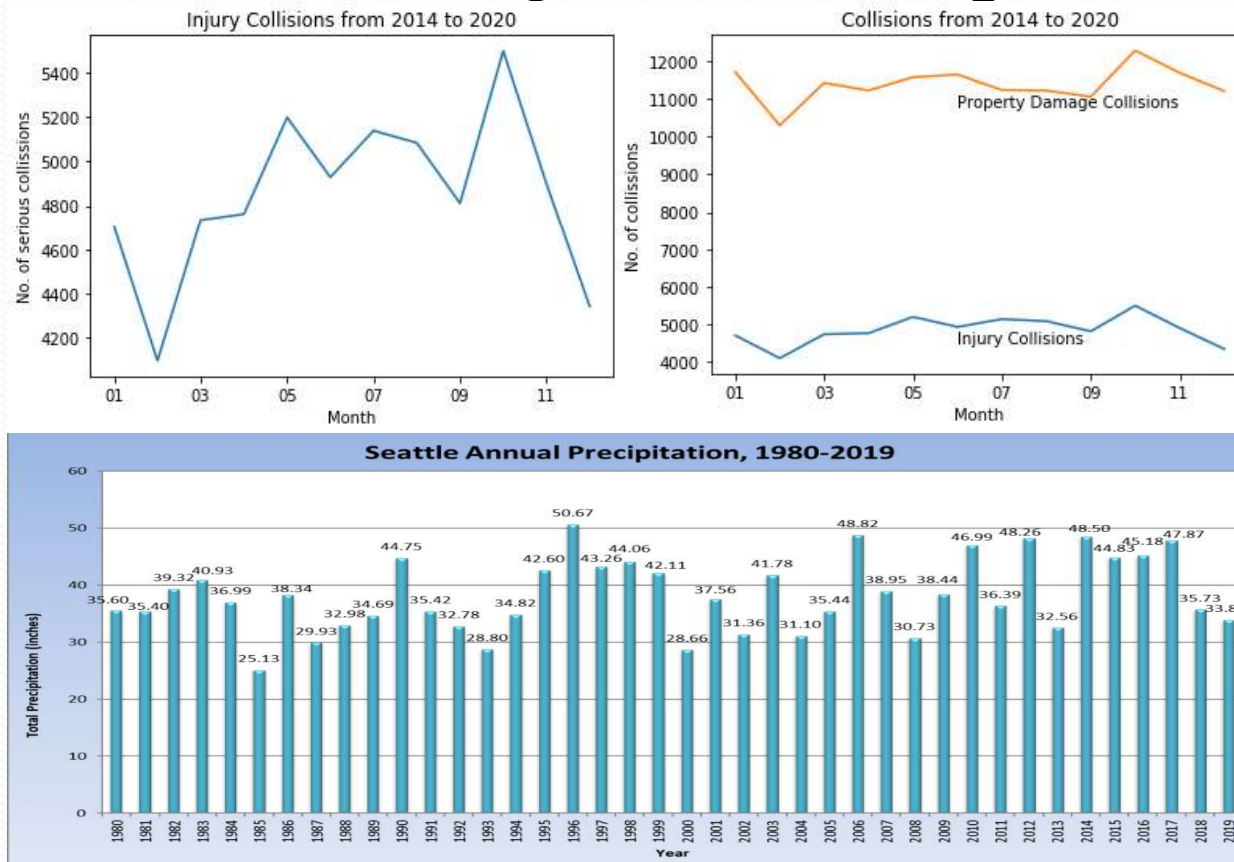 Injury Collisions from 2014 to 2020
No. of serious collissions
5400
5200
5000
4800
4600
4400
4200
01 03 05 07 09 11
Month
Collisions from 2014 to 2020
No. of collissions
12000
11000
10000
9000
8000
7000
6000
5000
4000
Property Damage Collisions
Injury Collisions
01 03 05 07 09 11
Month
Seattle Annual Precipitation, 1980-2019
Total Precipitation (inches)
60
50
40
30
20
10
0
35.60 35.40 39.32 40.93 36.99 25.13 38.34 29.93 32.98 34.69 44.75 35.42 32.78 28.80 34.82 42.60 50.67 43.26 44.06 42.11 28.66 37.56 31.36 41.78 31.10 35.44 48.82 38.95 30.73 38.44 46.99 36.39 48.26 32.56 48.50 44.83 45.18 47.87 35.73 33.8
1980 1981 1982 1983 1984 1985 1986 1987 1988 1989 1990 1991 1992 1993 1994 1995 1996 1997 1998 1999 2000 2001 2002 2003 2004 2005 2006 2007 2008 2009 2010 2011 2012 2013 2014 2015 2016 2017 2018 2019
Year